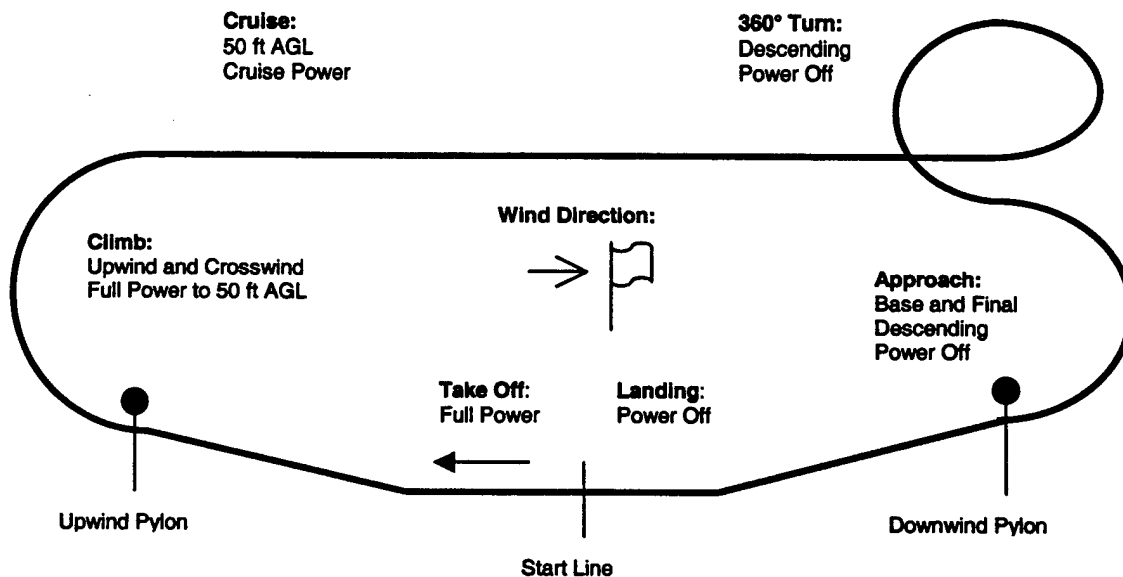 Cruise:
50 ft AGL
Cruise Power
360° Turn:
Descending
Power Off
Wind Direction:
Climb:
Upwind and Crosswind
Full Power to 50 ft AGL
Approach:
Base and Final
Descending
Power Off
Take Off:
Full Power
Landing:
Power Off
Upwind Pylon
Downwind Pylon
Start Line